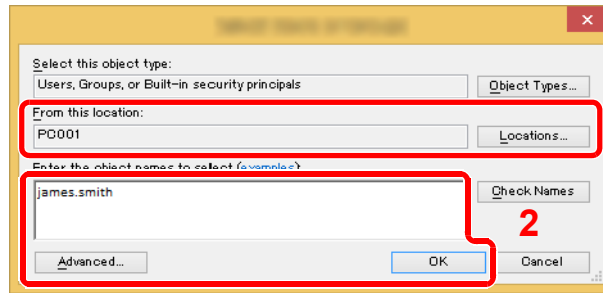 Select this object type:
Users, Groups, or Built-in security principals
Object Types...
From this location:
PC001
Locations...
Enter the object names to select (examples):
james.smith
Check Names
2
Advanced...
OK
Cancel